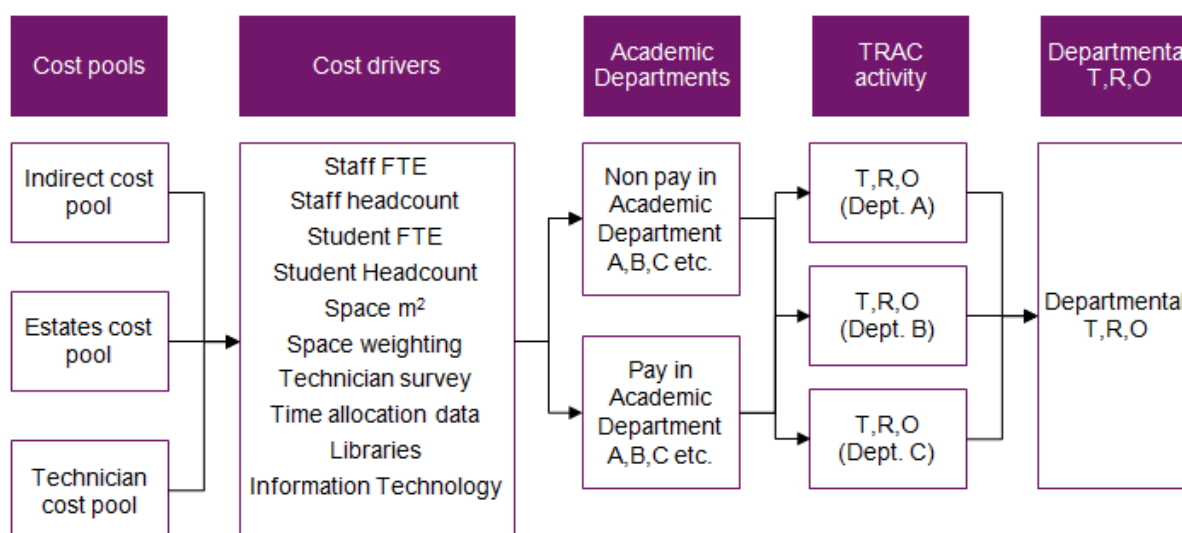 Cost pools
Cost drivers
Academic
Departments
TRAC
activity
Departmental
T,R,O
Indirect cost
pool
Estates cost
pool
Technician
cost pool
Staff FTE
Staff headcount
Student FTE
Student Headcount
Space m²
Space weighting
Technician survey
Time allocation data
Libraries
Information Technology
Non pay in
Academic
Department
A,B,C etc.
Pay in
Academic
Department
A,B,C etc.
T,R,O
(Dept. A)
T,R,O
(Dept. B)
T,R,O
(Dept. C)
Departmental
T,R,O